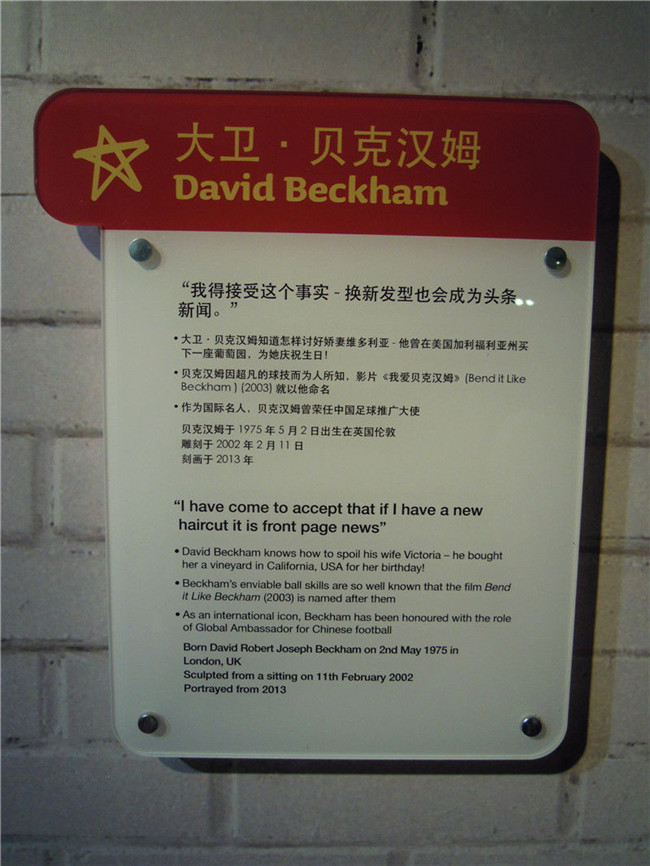 大卫·贝克汉姆
David Beckham
“我得接受这个事实 - 换新发型也会成为头条
新闻。”
• 大卫·贝克汉姆知道怎样讨好娇妻维多利亚 - 他曾在美国加利福利亚州买
下一座葡萄园，为她庆祝生日！
• 贝克汉姆因超凡的球技而为人所知，影片《我爱贝克汉姆》(Bend it Like
Beckham ) (2003) 就以他命名
• 作为国际名人，贝克汉姆曾荣任中国足球推广大使
贝克汉姆于 1975 年 5 月 2 日出生在英国伦敦
雕刻于 2002 年 2 月 11 日
刻画于 2013 年
“I have come to accept that if I have a new
haircut it is front page news”
• David Beckham knows how to spoil his wife Victoria – he bought
her a vineyard in California, USA for her birthday!
• Beckham's enviable ball skills are so well known that the film Bend
it Like Beckham (2003) is named after them
• As an international icon, Beckham has been honoured with the role
of Global Ambassador for Chinese football
Born David Robert Joseph Beckham on 2nd May 1975 in
London, UK
Sculpted from a sitting on 11th February 2002
Portrayed from 2013